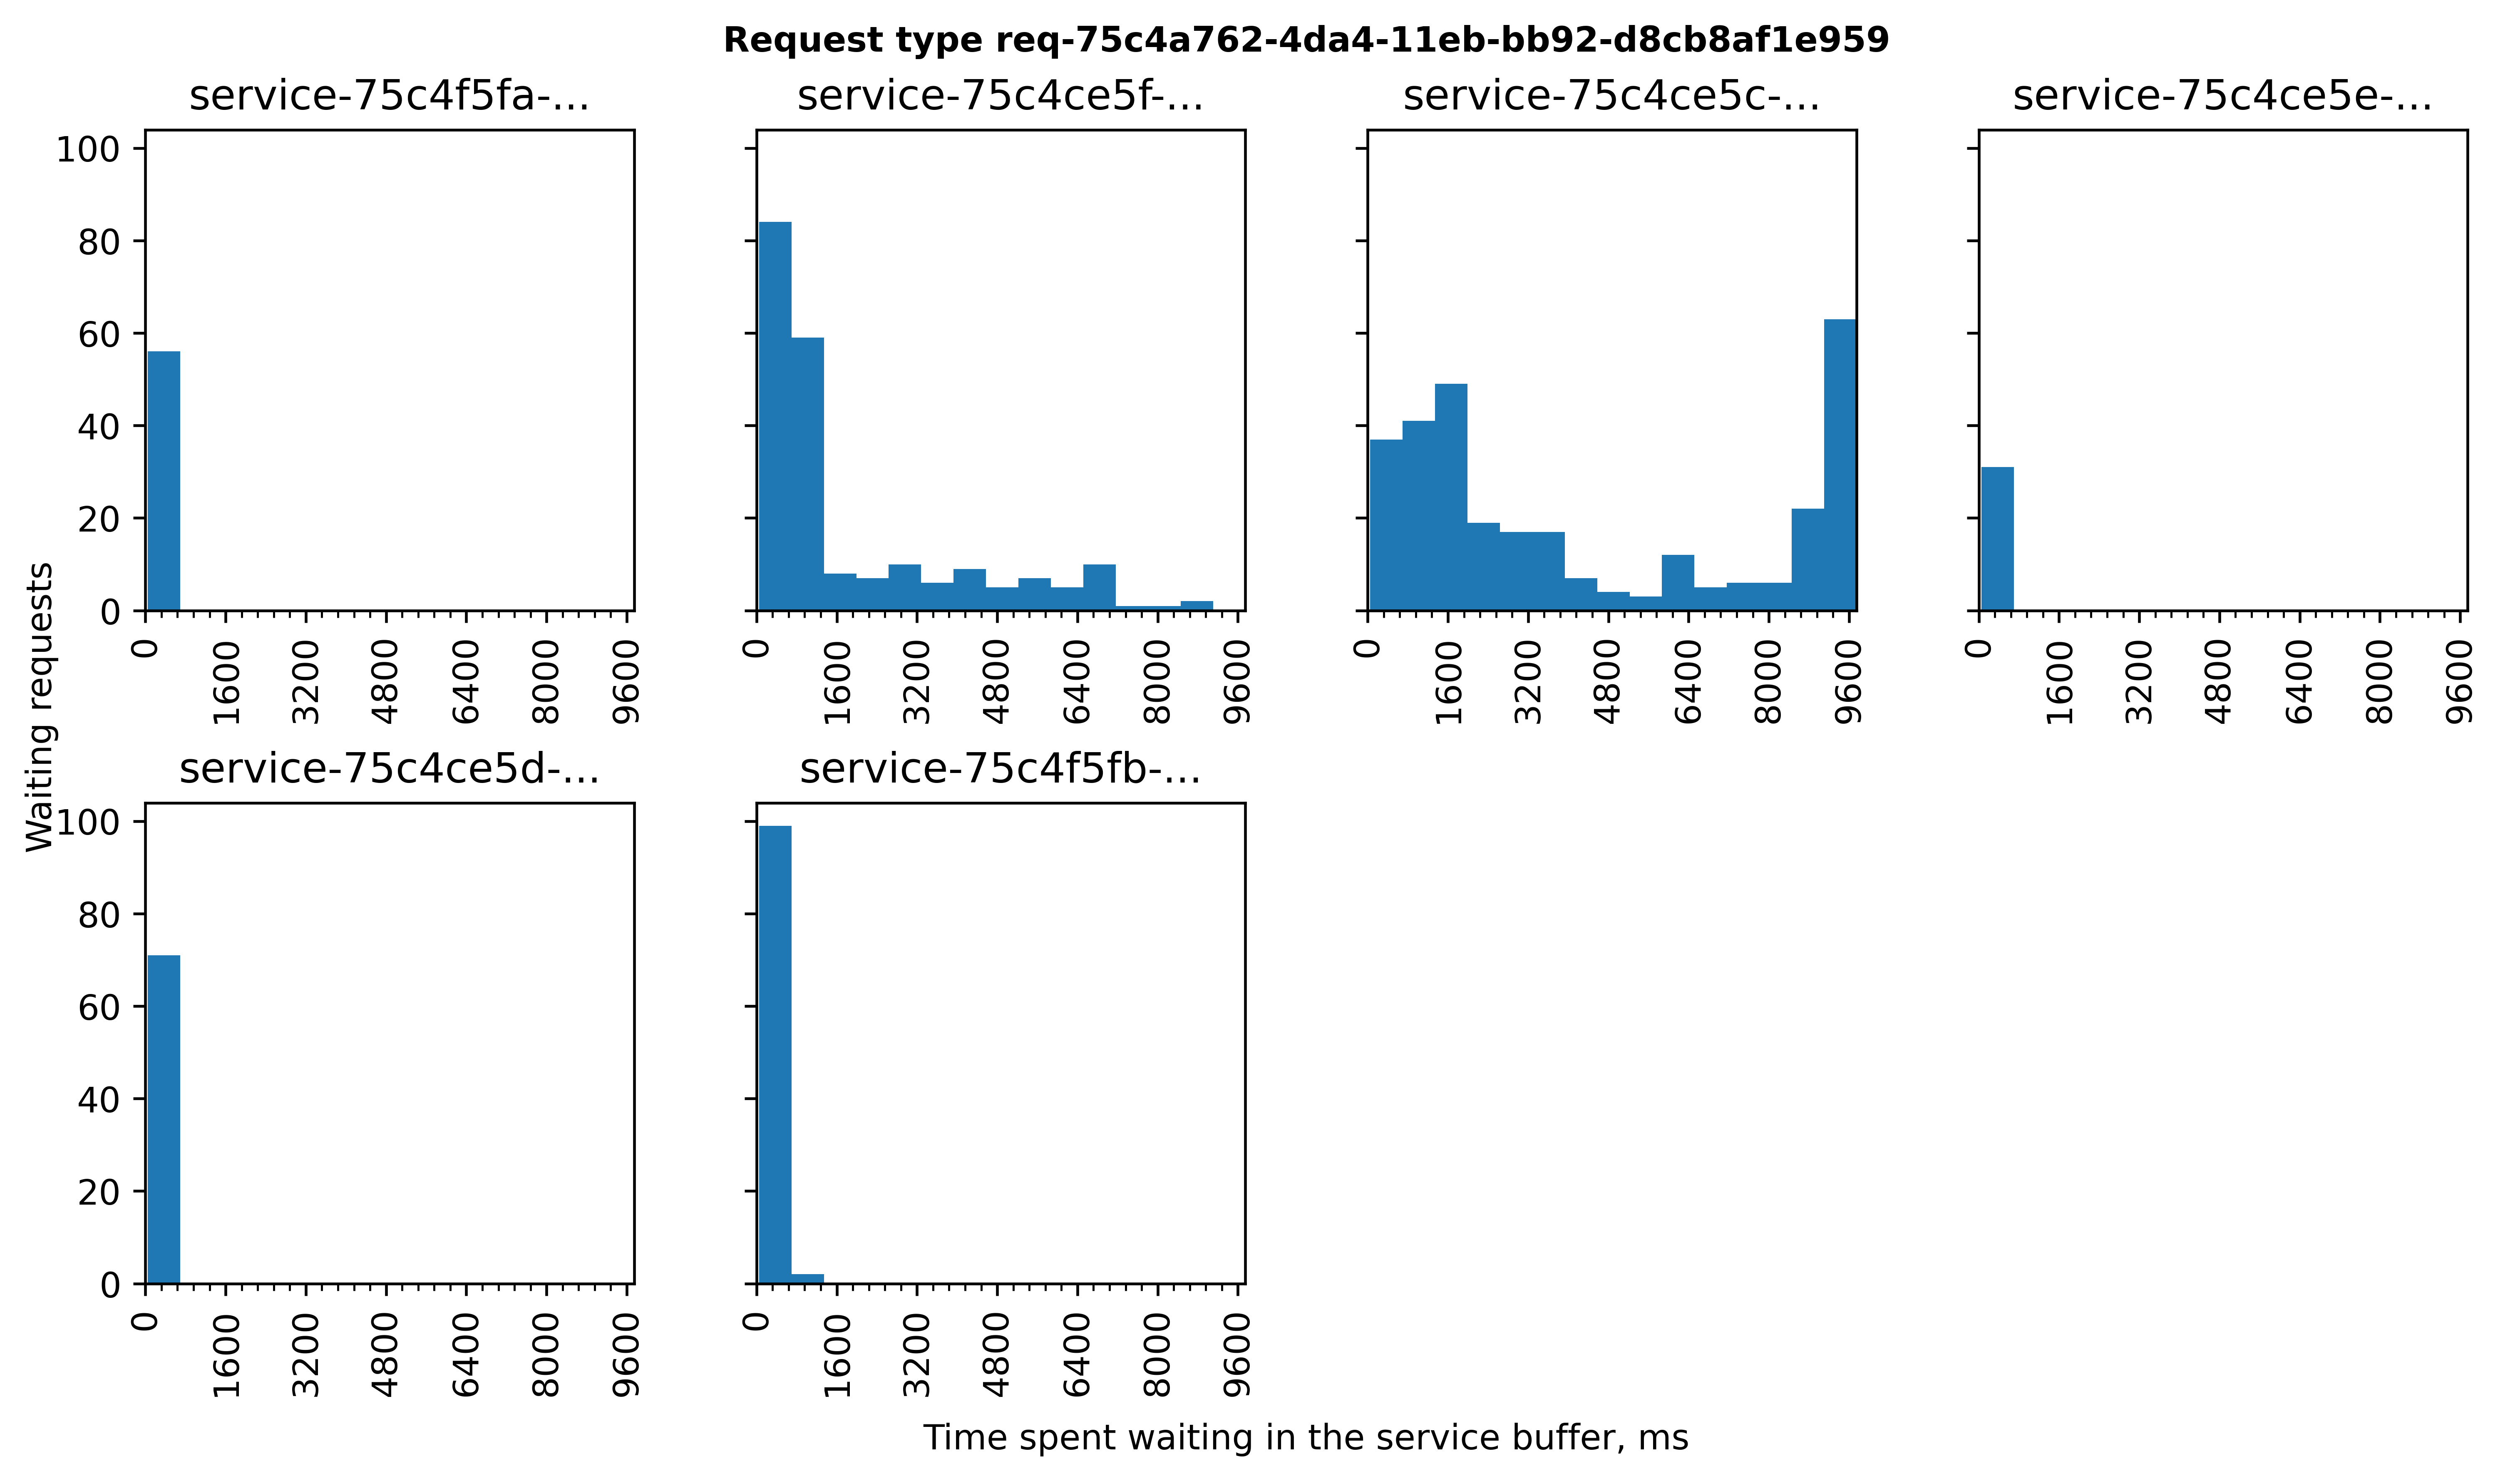 Request type req-75c4a762-4da4-11eb-bb92-d8cb8af1e959
service-75c4f5fa-...
service-75c4ce5f-...
service-75c4ce5c-...
service-75c4ce5e-...
100
80
60
40
20
0
0 1600 3200 4800 6400 8000 9600
0 1600 3200 4800 6400 8000 9600
0 1600 3200 4800 6400 8000 9600
0 1600 3200 4800 6400 8000 9600
Waiting requests
service-75c4ce5d-...
service-75c4f5fb-...
100
80
60
40
20
0
0 1600 3200 4800 6400 8000 9600
0 1600 3200 4800 6400 8000 9600
Time spent waiting in the service buffer, ms